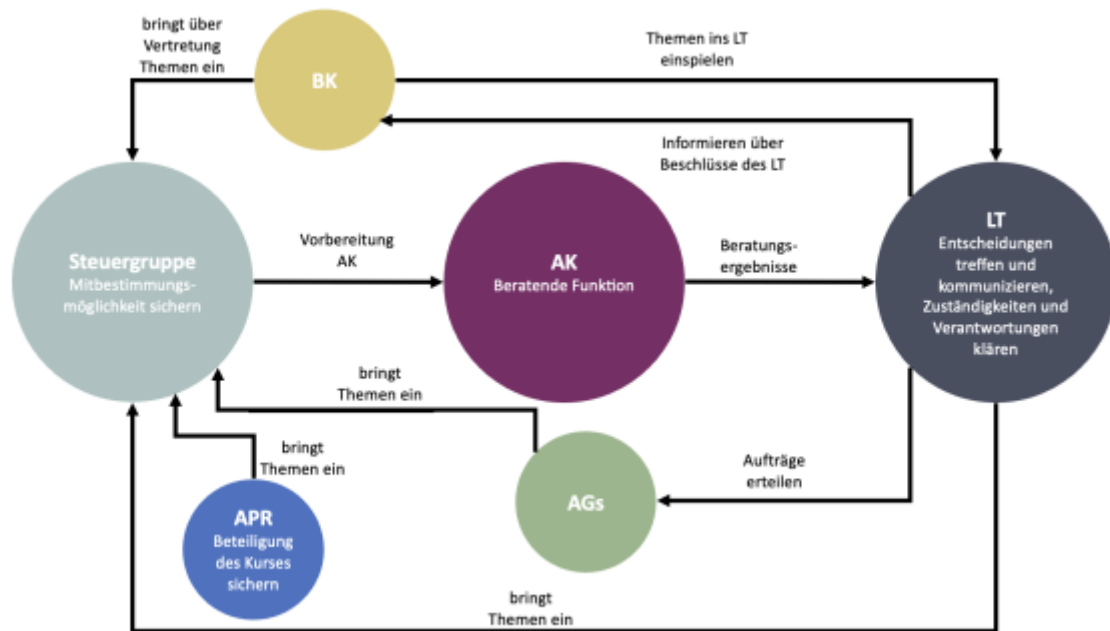 bringt über
Vertretung
Themen ein
BK
Themen ins LT
einspielen
Informieren über
Beschlüsse des LT
Steuergruppe
Mitbestimmungs-
möglichkeit sichern
Vorbereitung
AK
AK
Beratende Funktion
Beratungs-
ergebnisse
LT
Entscheidungen
treffen und
kommunizieren,
Zuständigkeiten und
Verantwortungen
klären
bringt
Themen ein
bringt
Themen ein
APR
Beteiligung
des Kurses
sichern
AGs
Aufträge
erteilen
bringt
Themen ein